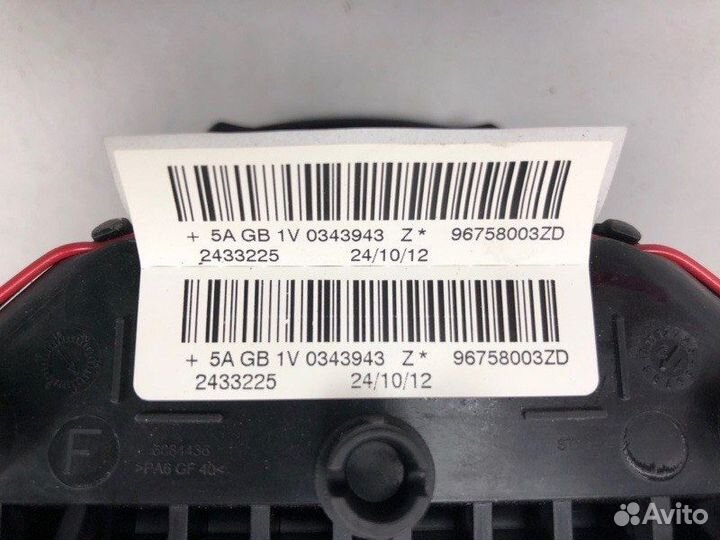 + 5A GB 1V 0343943 Z* 96758003ZD
2433225 24/10/12
+ 5A GB 1V 0343943 Z* 96758003ZD
2433225 24/10/12
F
6084436
>PA6 GF 40<
Avito